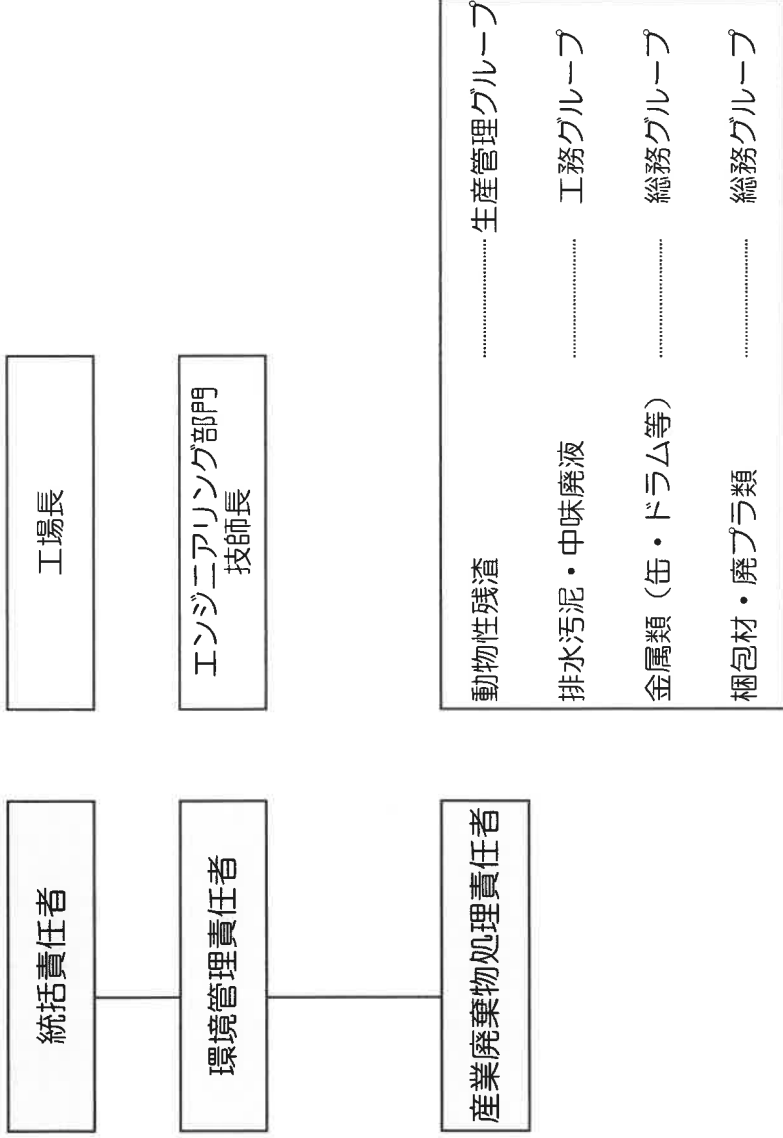 統括責任者
工場長
環境管理責任者
エンジニアリング部門
技師長
産業廃棄物処理責任者
動物性残渣 ………… 生産管理グループ
排水汚泥・中味廃液 ………… 工務グループ
金属類（缶・ドラム等） ………… 総務グループ
梱包材・廃プラ類 ………… 総務グループ